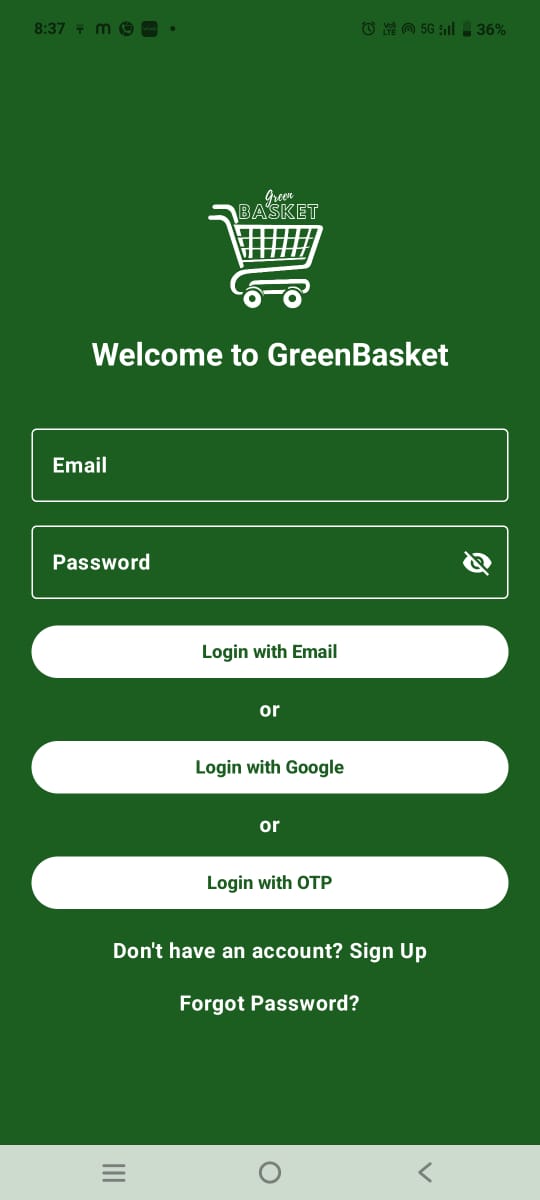 8:37
5G 36%
green
BASKET
Welcome to GreenBasket
Email
Password
Login with Email
or
Login with Google
or
Login with OTP
Don't have an account? Sign Up
Forgot Password?